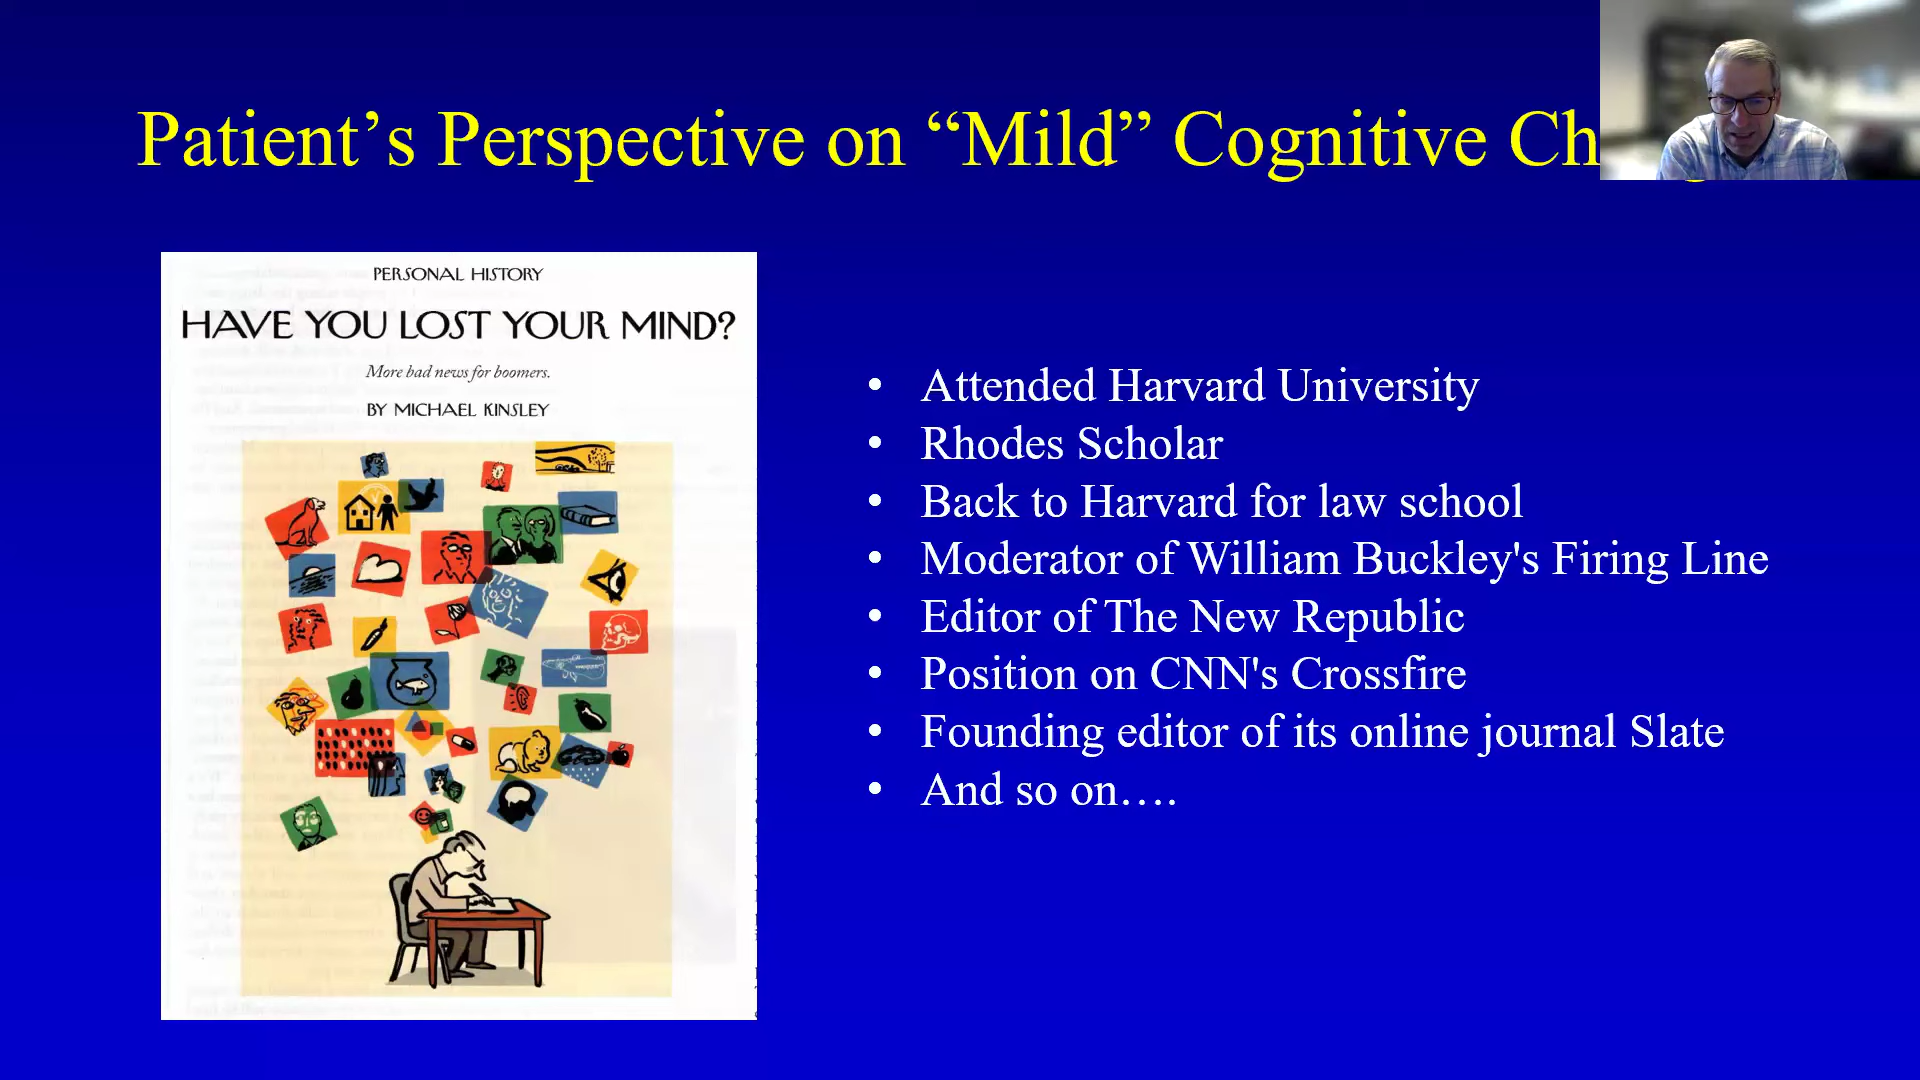 Patient’s Perspective on “Mild” Cognitive Ch
PERSONAL HISTORY
HAVE YOU LOST YOUR MIND?
More bad news for boomers.
BY MICHAEL KINSLEY
• Attended Harvard University
• Rhodes Scholar
• Back to Harvard for law school
• Moderator of William Buckley's Firing Line
• Editor of The New Republic
• Position on CNN's Crossfire
• Founding editor of its online journal Slate
• And so on….